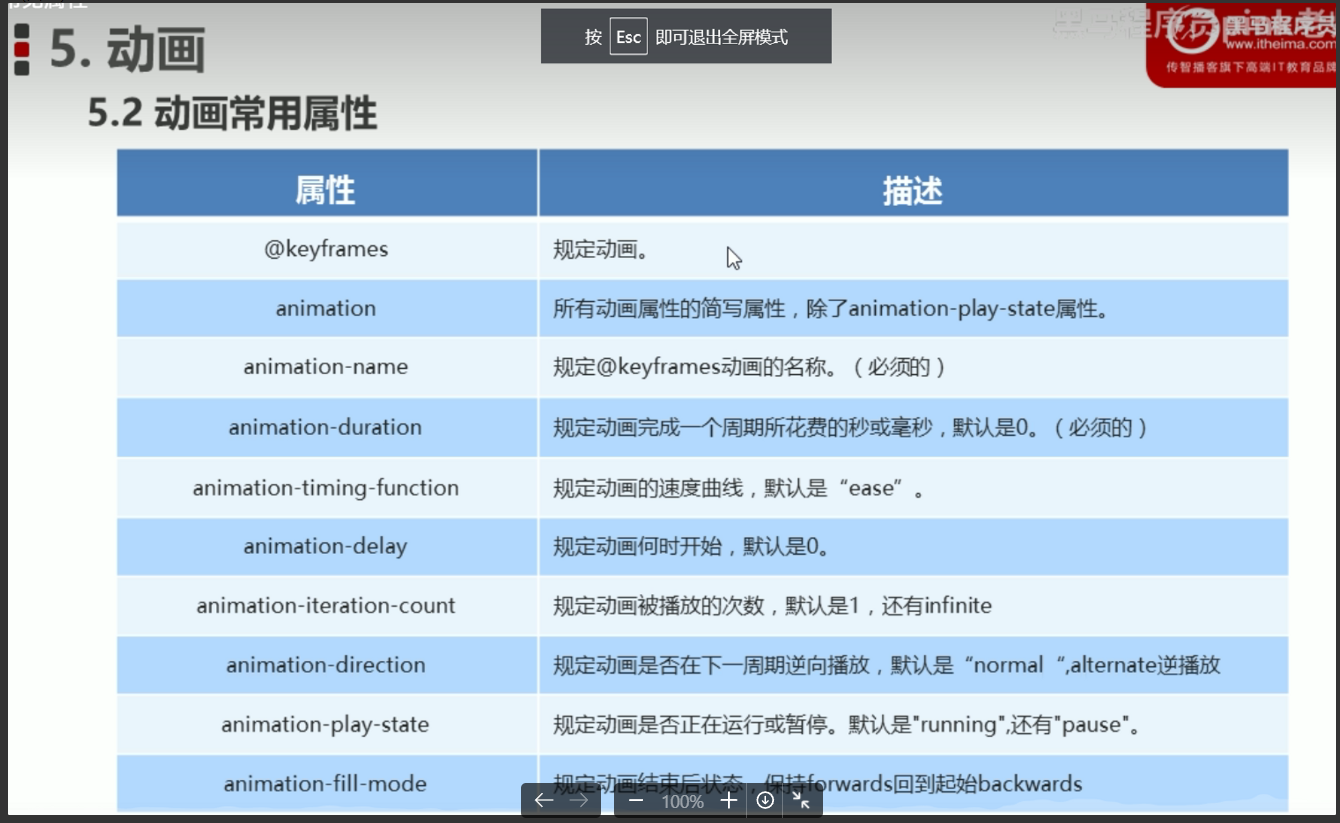 5. 动画
按 Esc 即可退出全屏模式
www.itheima.com
传智播客旗下高端IT教育品牌
5.2 动画常用属性
属性 描述
@keyframes 规定动画。
animation 所有动画属性的简写属性，除了animation-play-state属性。
animation-name 规定@keyframes动画的名称。（必须的）
animation-duration 规定动画完成一个周期所花费的秒或毫秒，默认是0。（必须的）
animation-timing-function 规定动画的速度曲线，默认是“ease”。
animation-delay 规定动画何时开始，默认是0。
animation-iteration-count 规定动画被播放的次数，默认是1，还有infinite
animation-direction 规定动画是否在下一周期逆向播放，默认是“normal“,alternate逆播放
animation-play-state 规定动画是否正在运行或暂停。默认是"running",还有"pause"。
animation-fill-mode 规定动画结束后状态，保持forwards回到起始backwards
100%